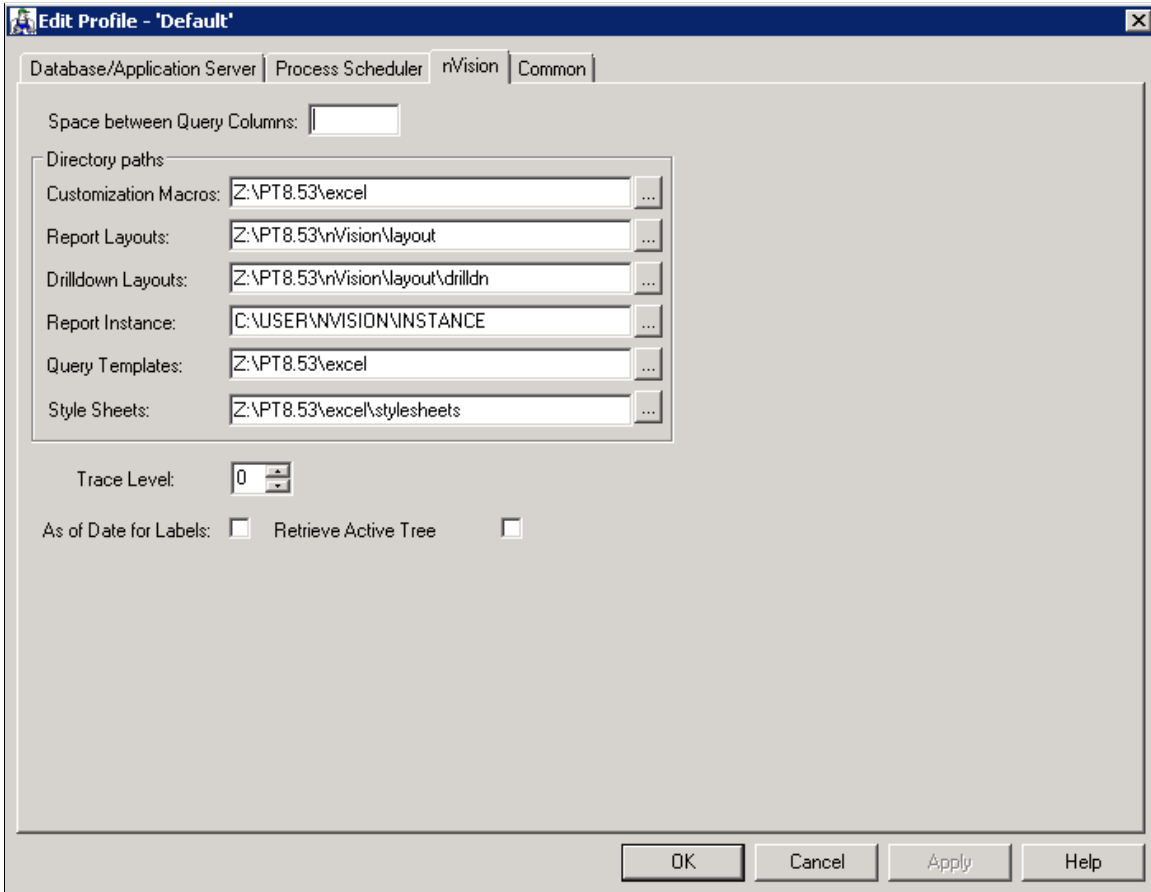 Edit Profile - 'Default'
Database/Application Server Process Scheduler nVision Common
Space between Query Columns:
Directory paths
Customization Macros: Z:\PT8.53\excel ...
Report Layouts: Z:\PT8.53\nVision\layout ...
Drilldown Layouts: Z:\PT8.53\nVision\layout\drilldn ...
Report Instance: C:\USER\NVISION\INSTANCE ...
Query Templates: Z:\PT8.53\excel ...
Style Sheets: Z:\PT8.53\excel\stylesheets ...
Trace Level: 0
As of Date for Labels: Retrieve Active Tree
OK Cancel Apply Help